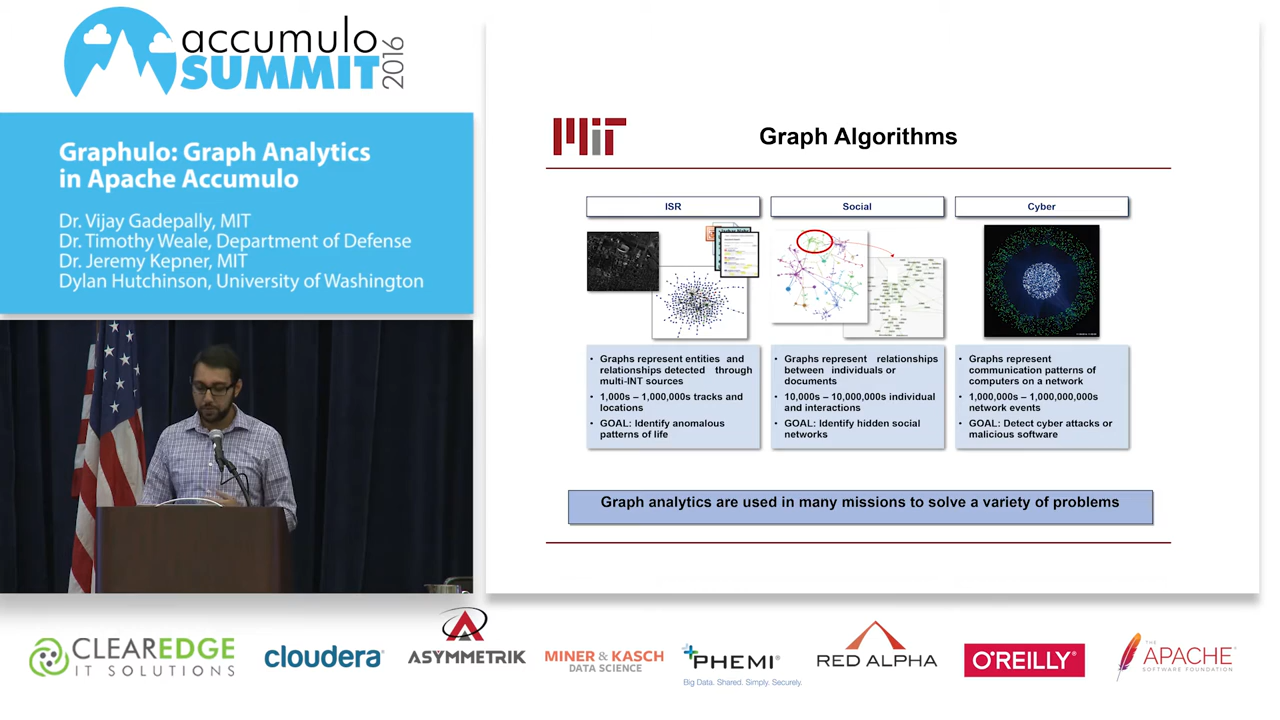 accumulo
SUMMIT
2016
Graphulo: Graph Analytics
in Apache Accumulo
Dr. Vijay Gadepally, MIT
Dr. Timothy Weale, Department of Defense
Dr. Jeremy Kepner, MIT
Dylan Hutchinson, University of Washington
MIT
Graph Algorithms
ISR
• Graphs represent entities and
relationships detected through
multi-INT sources
• 1,000s – 1,000,000s tracks and
locations
• GOAL: Identify anomalous
patterns of life
Social
• Graphs represent relationships
between individuals or
documents
• 10,000s – 10,000,000s individual
and interactions
• GOAL: Identify hidden social
networks
Cyber
• Graphs represent
communication patterns of
computers on a network
• 1,000,000s – 1,000,000,000s
network events
• GOAL: Detect cyber attacks or
malicious software
Graph analytics are used in many missions to solve a variety of problems
CLEAREDGE
IT SOLUTIONS
cloudera
ASYMMETRIK
MINER & KASCH
DATA SCIENCE
PHEMI
Big Data. Shared. Simply. Securely.
RED ALPHA
O'REILLY
THE
APACHE
SOFTWARE FOUNDATION